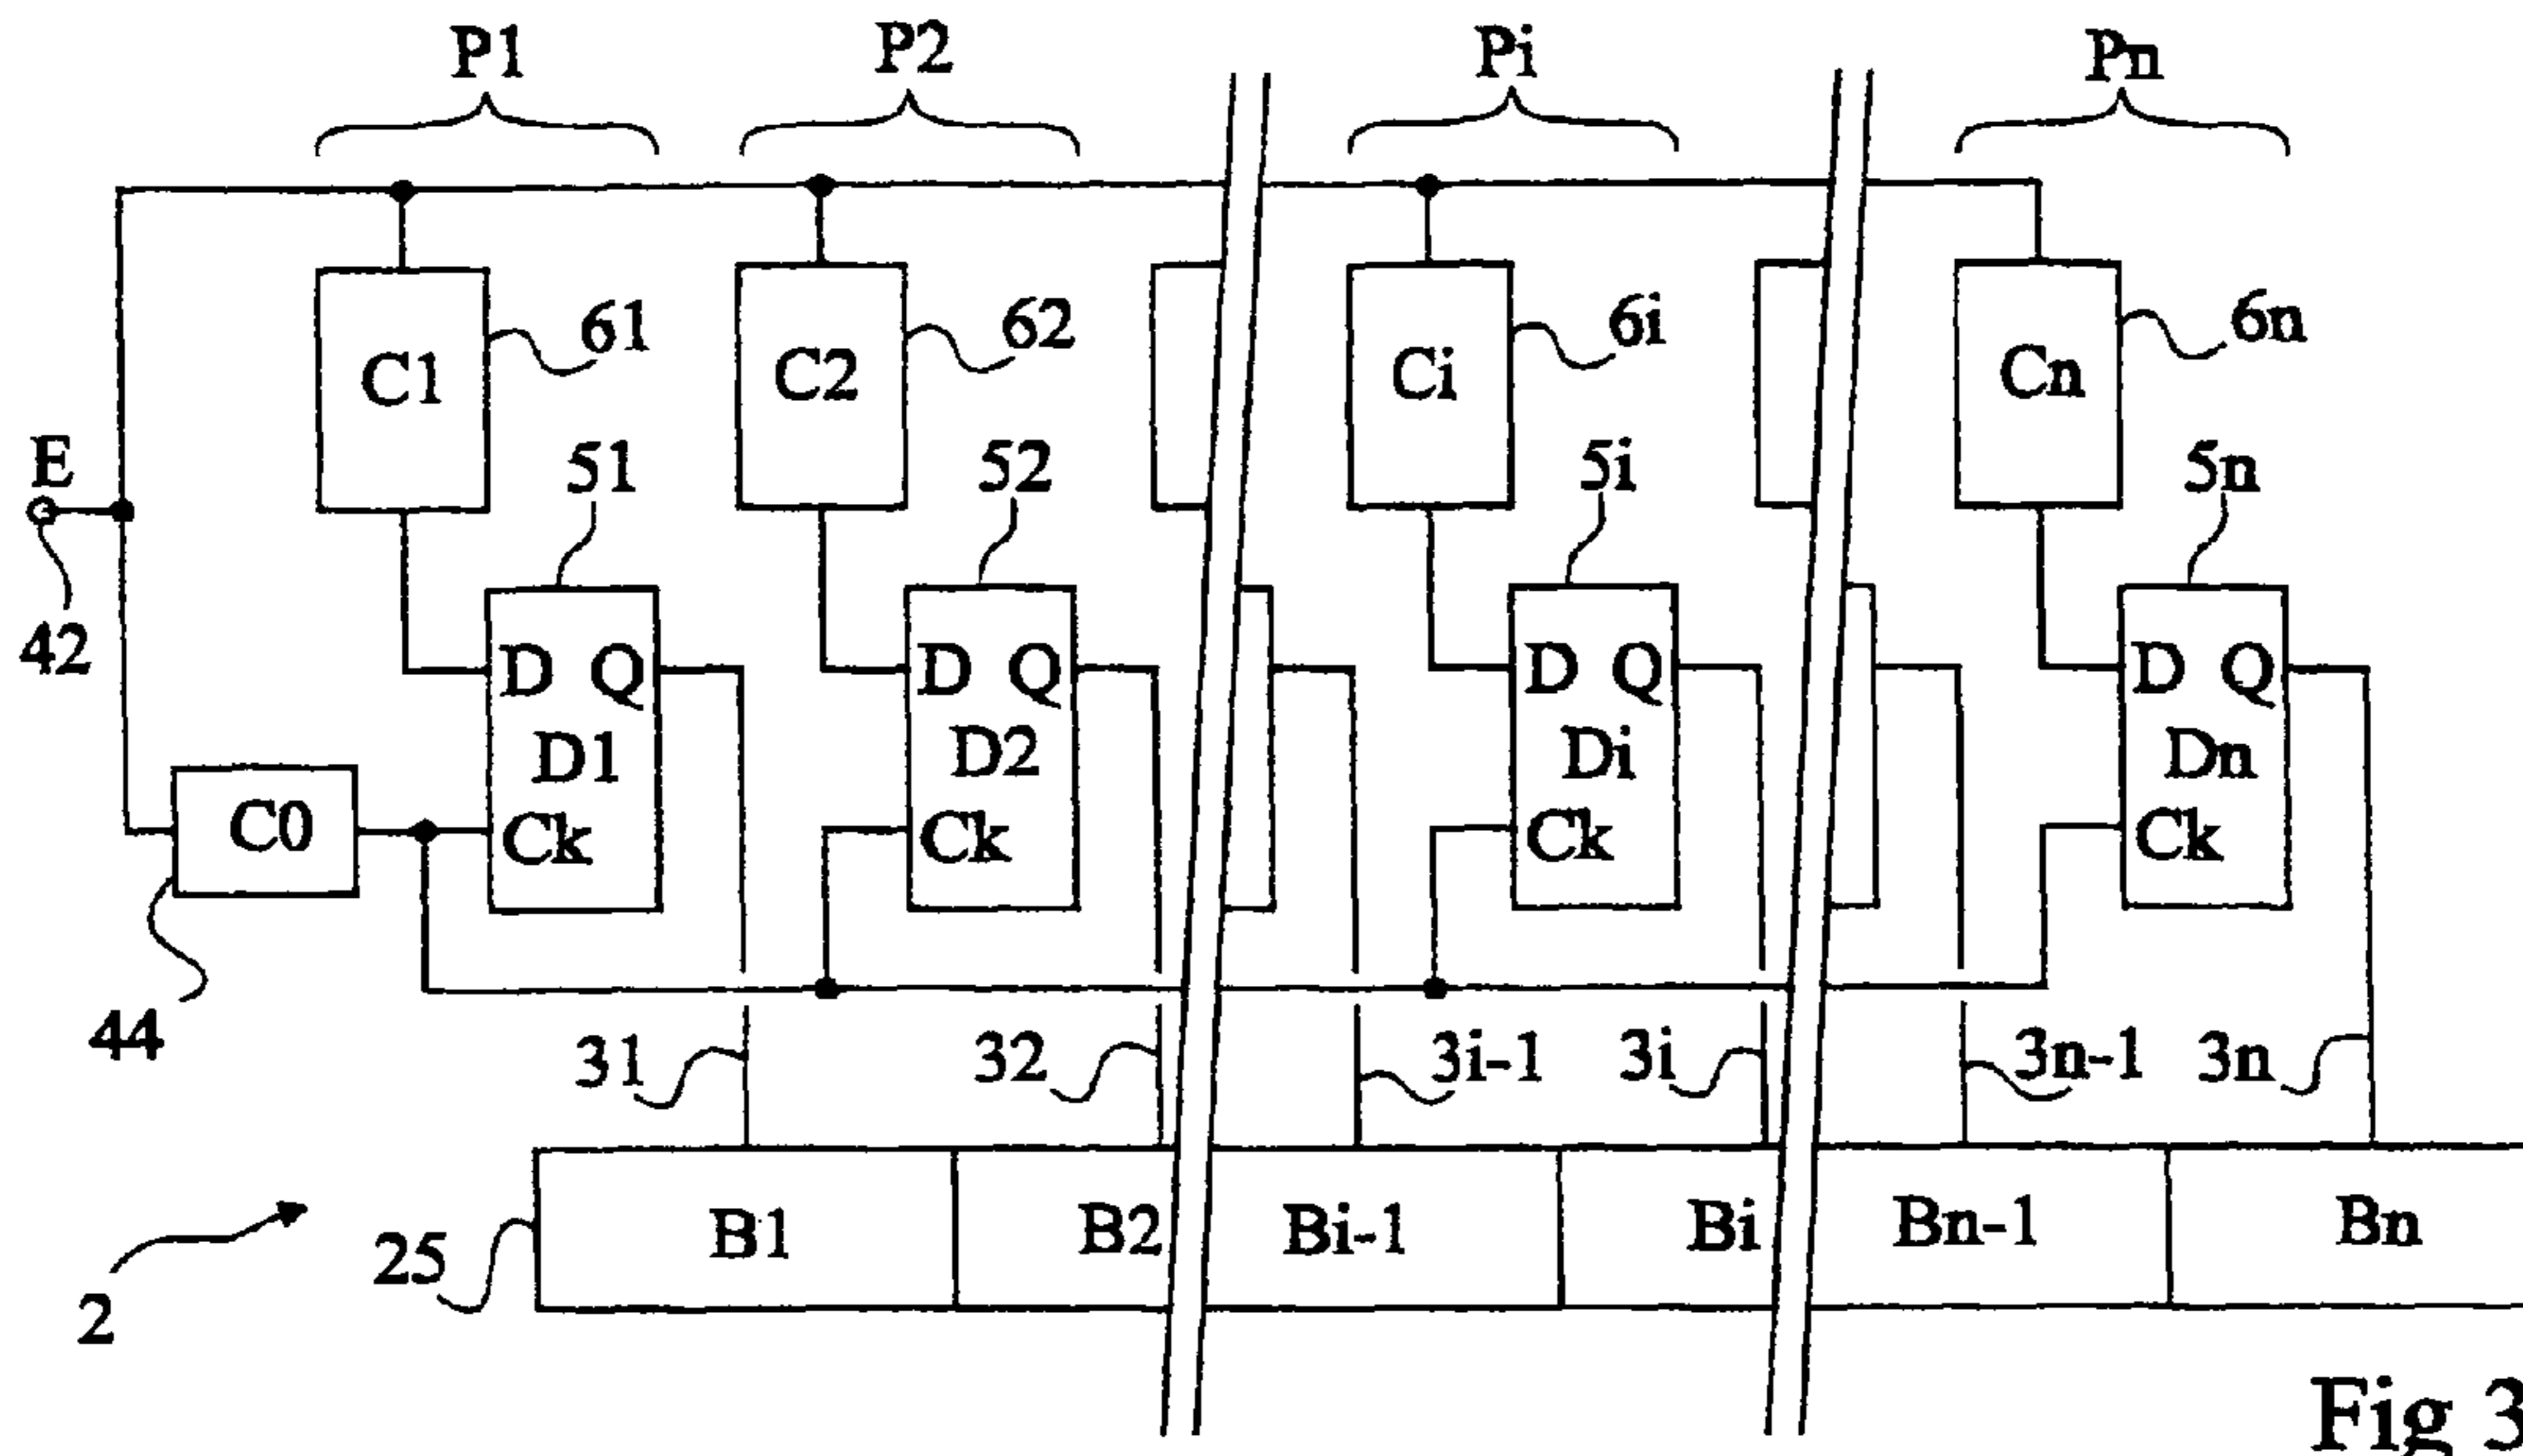 P1 P2 Pi Pn
61 62 6i 6n
C1 C2 Ci Cn
E 51 52 5i 5n
42 D Q D Q D Q D Q
D1 D2 Di Dn
C0 Ck Ck Ck Ck
44 31 32 3i-1 3i 3n-1 3n
25 B1 B2 Bi-1 Bi Bn-1 Bn
2
Fig 3